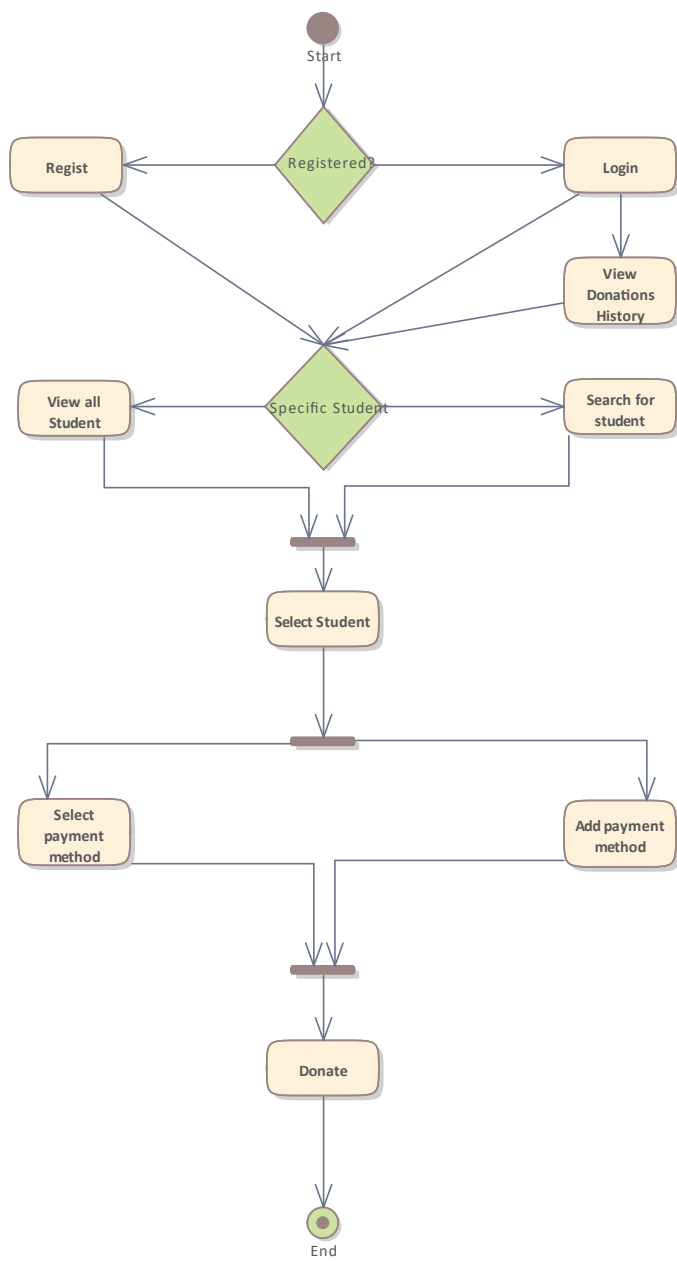 Start
Registered?
Regist
Login
View
Donations
History
Specific Student
View all
Student
Search for
student
Select Student
Select
payment
method
Add payment
method
Donate
End